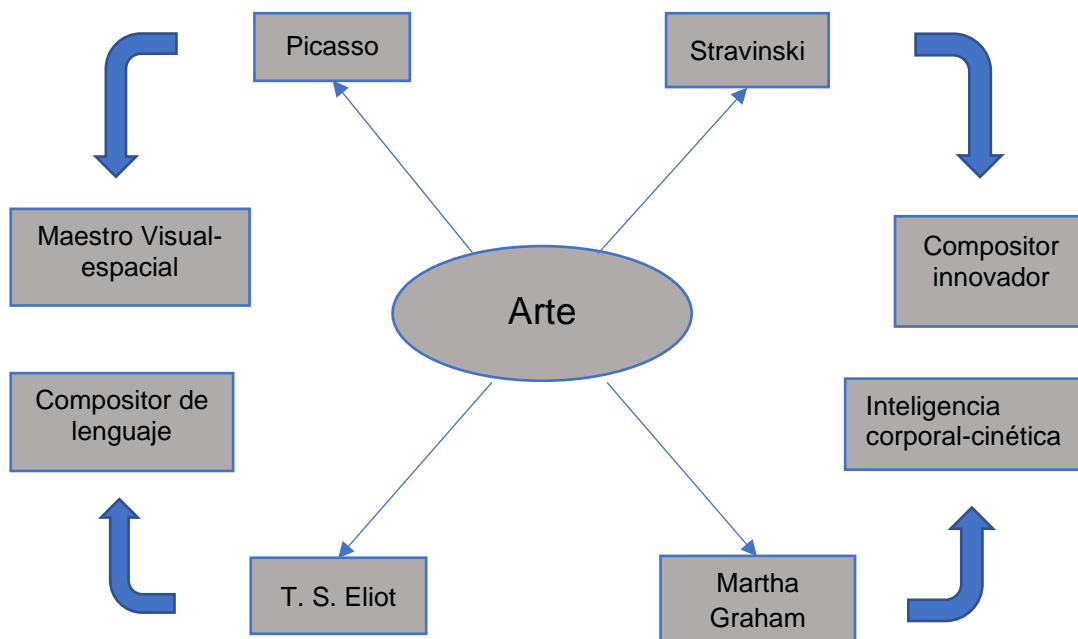 Picasso
Stravinski
Maestro Visual-
espacial
Compositor
innovador
Arte
Compositor de
lenguaje
Inteligencia
corporal-cinética
T. S. Eliot
Martha
Graham